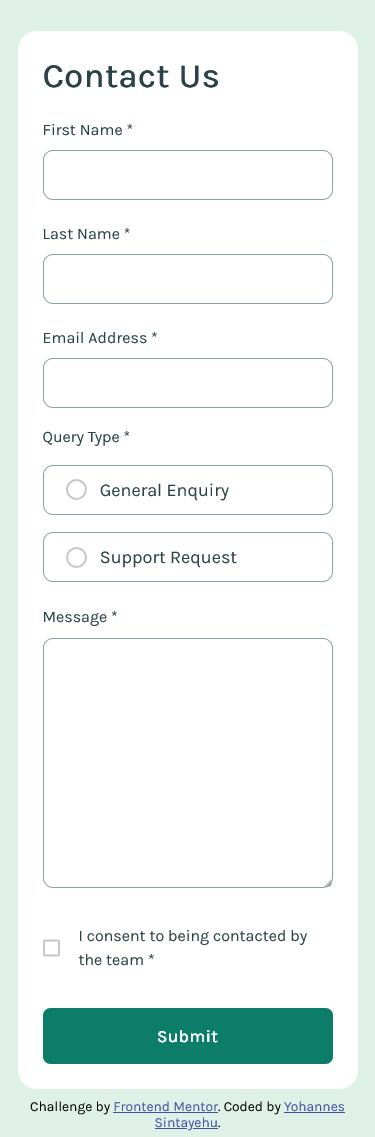 Contact Us
First Name *
Last Name *
Email Address *
Query Type *
General Enquiry
Support Request
Message *
I consent to being contacted by
the team *
Submit
Challenge by Frontend Mentor. Coded by Yohannes
Sintayehu.